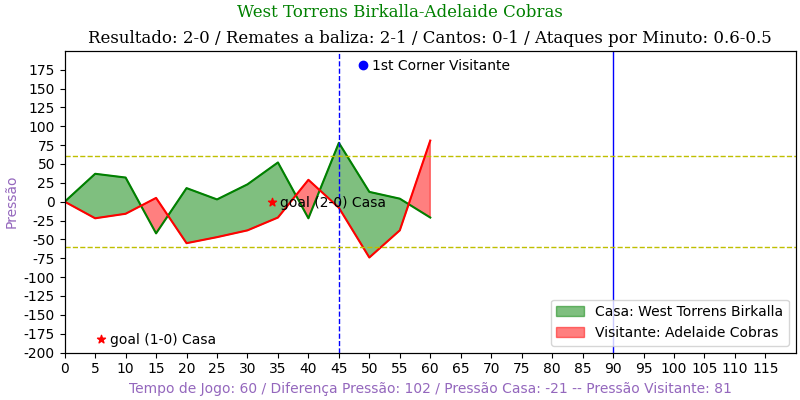 West Torrens Birkalla-Adelaide Cobras
Resultado: 2-0 / Remates a baliza: 2-1 / Cantos: 0-1 / Ataques por Minuto: 0.6-0.5
Pressão
175
150
125
100
75
50
25
0
-25
-50
-75
-100
-125
-150
-175
-200
1st Corner Visitante
goal (2-0) Casa
goal (1-0) Casa
Casa: West Torrens Birkalla
Visitante: Adelaide Cobras
0 5 10 15 20 25 30 35 40 45 50 55 60 65 70 75 80 85 90 95 100 105 110 115
Tempo de Jogo: 60 / Diferença Pressão: 102 / Pressão Casa: -21 -- Pressão Visitante: 81